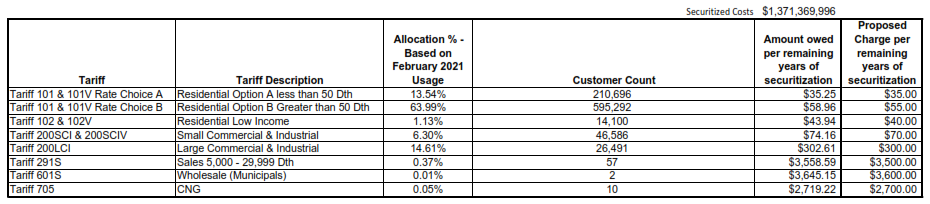 Securitized Costs $1,371,369,996
Tariff Tariff Description Allocation % - Based on February 2021 Usage Customer Count Amount owed per remaining years of securitization Proposed Charge per remaining years of securitization
Tariff 101 & 101V Rate Choice A Residential Option A less than 50 Dth 13.54% 210,696 $35.25 $35.00
Tariff 101 & 101V Rate Choice B Residential Option B Greater than 50 Dth 63.99% 595,292 $58.96 $55.00
Tariff 102 & 102V Residential Low Income 1.13% 14,100 $43.94 $40.00
Tariff 200SCI & 200SCIV Small Commercial & Industrial 6.30% 46,586 $74.16 $70.00
Tariff 200LCI Large Commercial & Industrial 14.61% 26,491 $302.61 $300.00
Tariff 291S Sales 5,000 - 29,999 Dth 0.37% 57 $3,558.59 $3,500.00
Tariff 601S Wholesale (Municipals) 0.01% 2 $3,645.15 $3,600.00
Tariff 705 CNG 0.05% 10 $2,719.22 $2,700.00